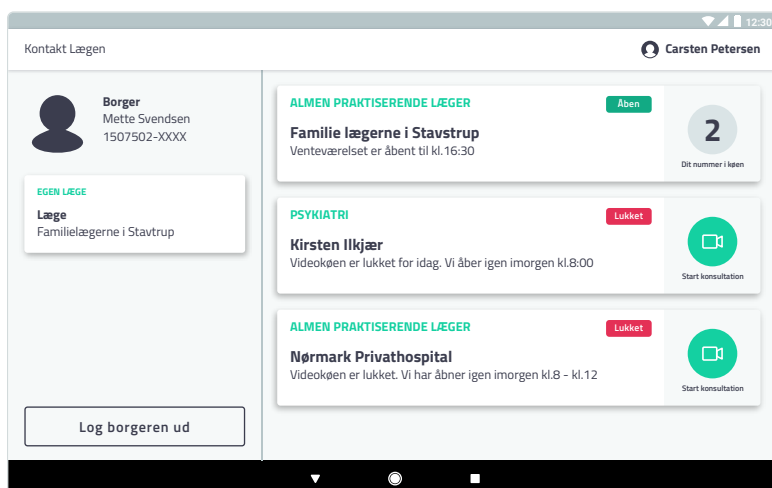 12:30
Kontakt Lægen
Carsten Petersen
Borger
Mette Svendsen
1507502-XXXX
EGEN LÆGE
Læge
Familielægerne i Stavtrup
Log borgeren ud
ALMEN PRAKTISERENDE LÆGER
Åben
Familie lægerne i Stavstrup
Venteværelset er åbent til kl.16:30
2
Dit nummer i køen
PSYKIATRI
Lukket
Kirsten Ilkjær
Videokøen er lukket for idag. Vi åber igen imorgen kl.8:00
Start konsultation
ALMEN PRAKTISERENDE LÆGER
Lukket
Nørmark Privathospital
Videokøen er lukket. Vi har åbner igen imorgen kl.8 - kl.12
Start konsultation